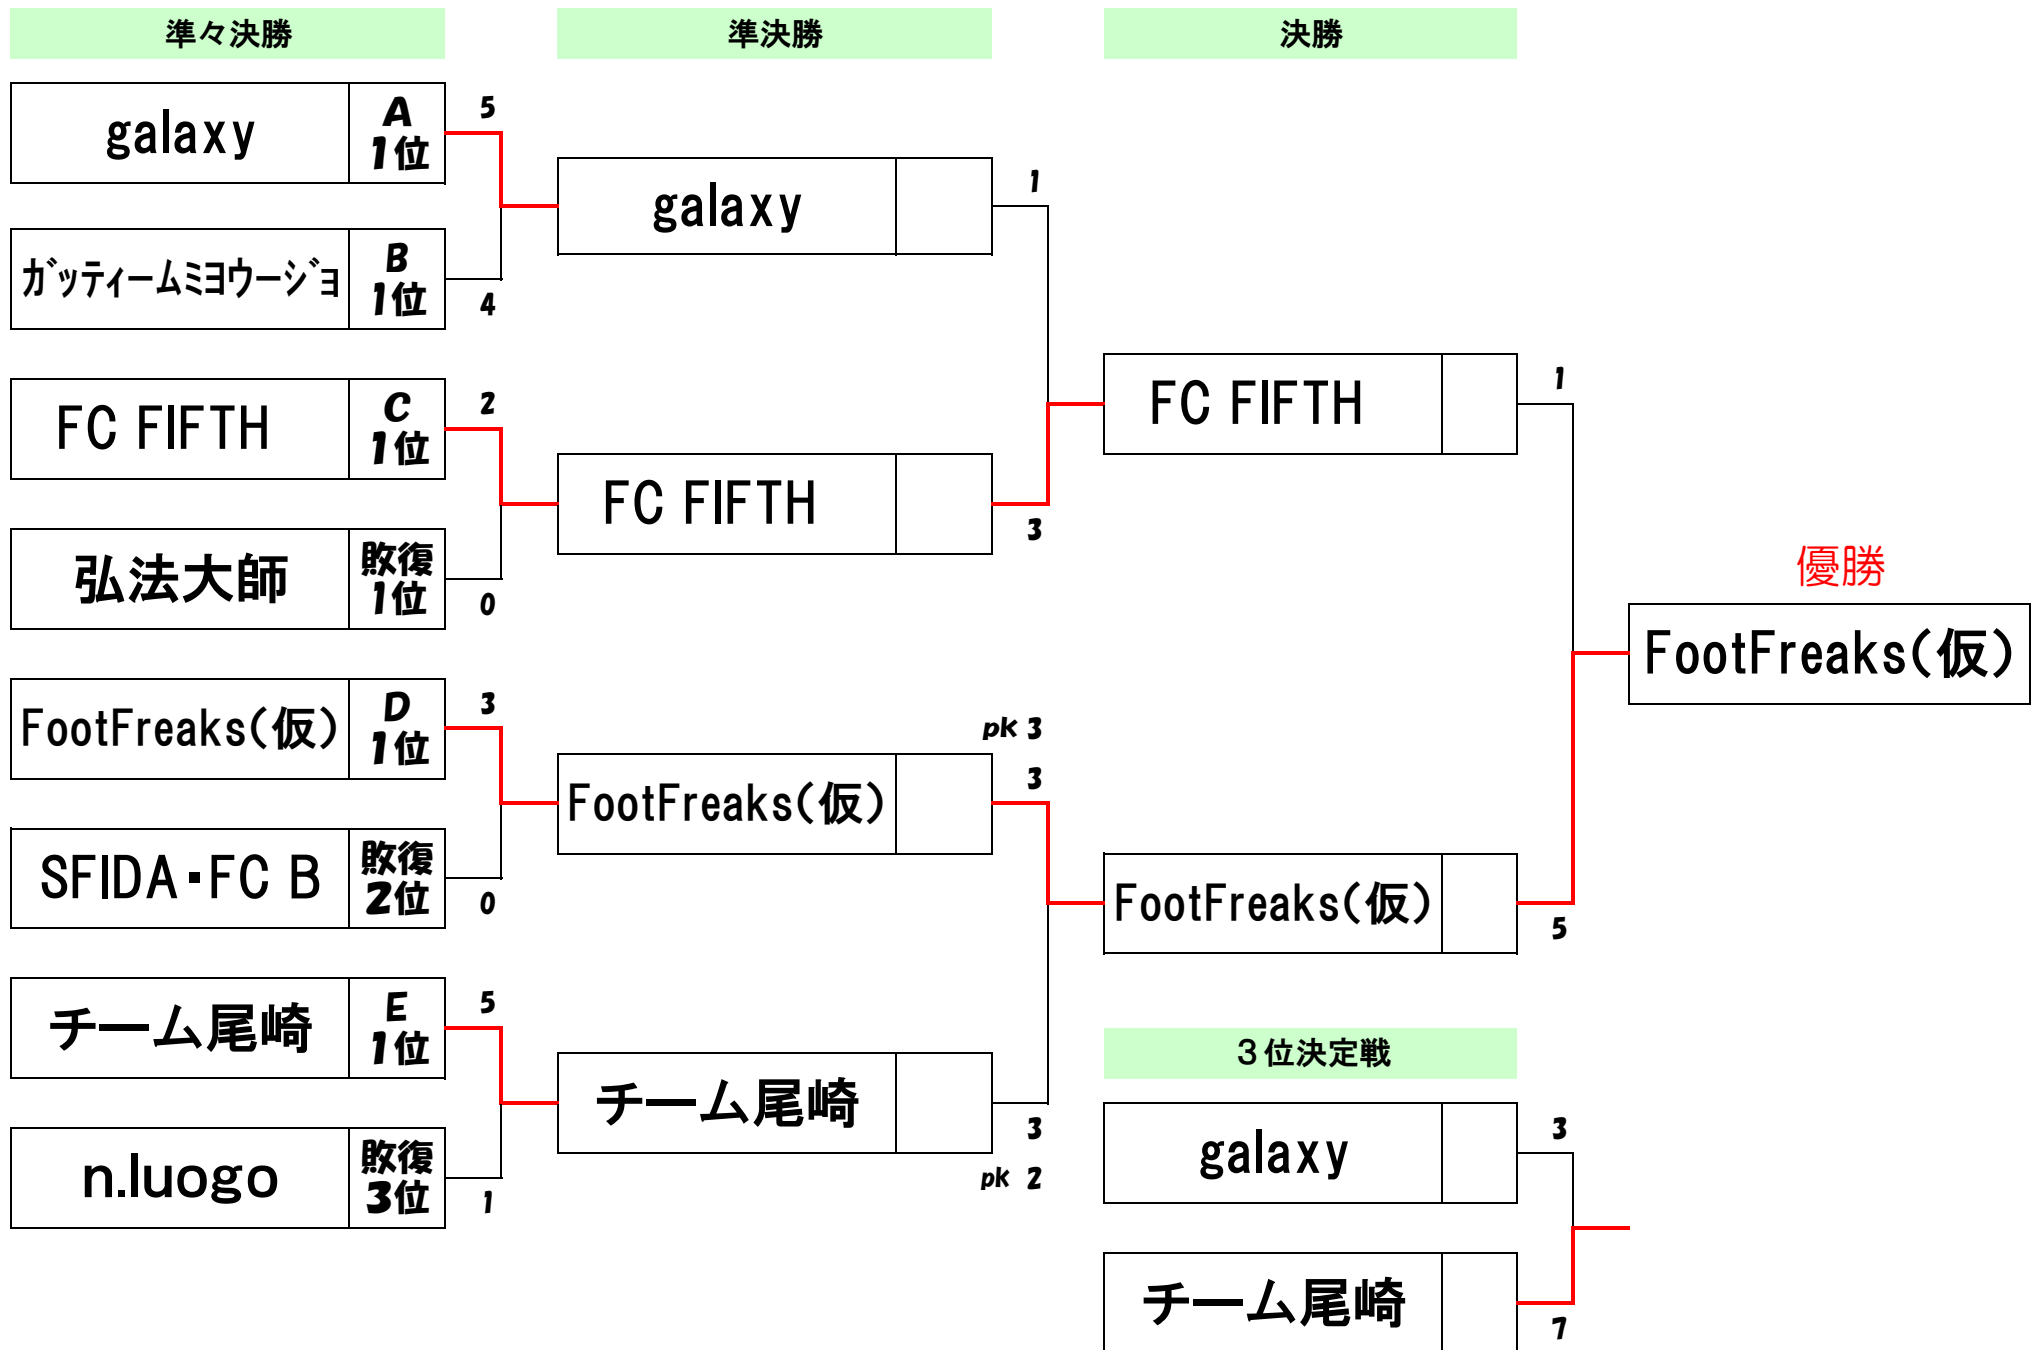 準々決勝
準決勝
決勝
galaxy
A
1位
5
ガッティームミヨウージョ
B
1位
4
FC FIFTH
C
1位
2
弘法大師
敗復
1位
0
FootFreaks(仮)
D
1位
3
SFIDA・FC B
敗復
2位
0
チーム尾崎
E
1位
5
n.luogo
敗復
3位
1
galaxy
1
FC FIFTH
3
pk 3
3
FootFreaks(仮)
チーム尾崎
3
pk 2
FC FIFTH
1
FootFreaks(仮)
5
優勝
FootFreaks(仮)
３位決定戦
galaxy
3
チーム尾崎
7